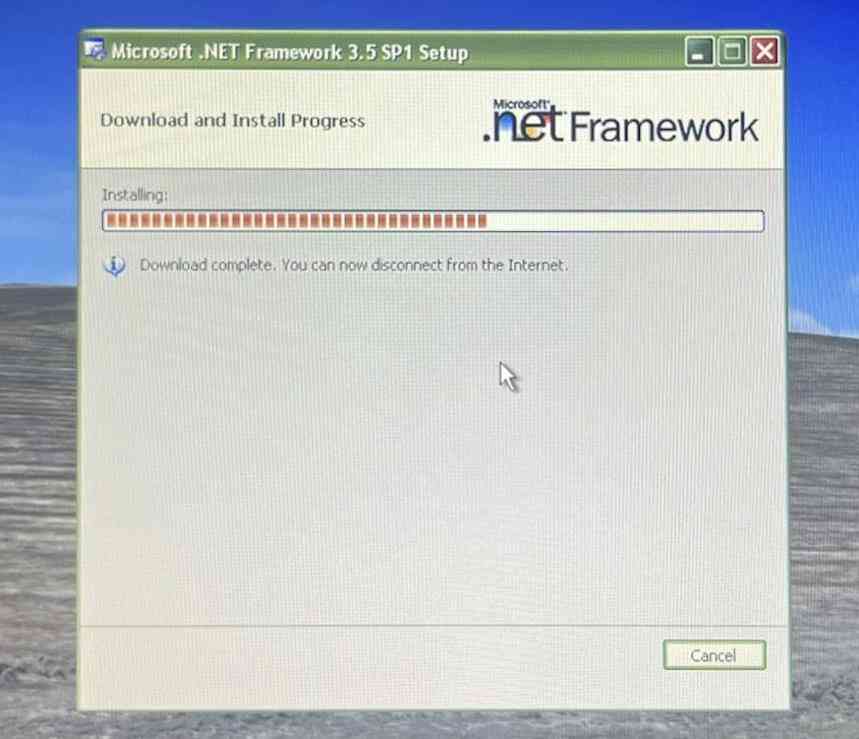 Microsoft .NET Framework 3.5 SP1 Setup
Download and Install Progress
Microsoft®
.net Framework
Installing:
Download complete. You can now disconnect from the Internet.
Cancel